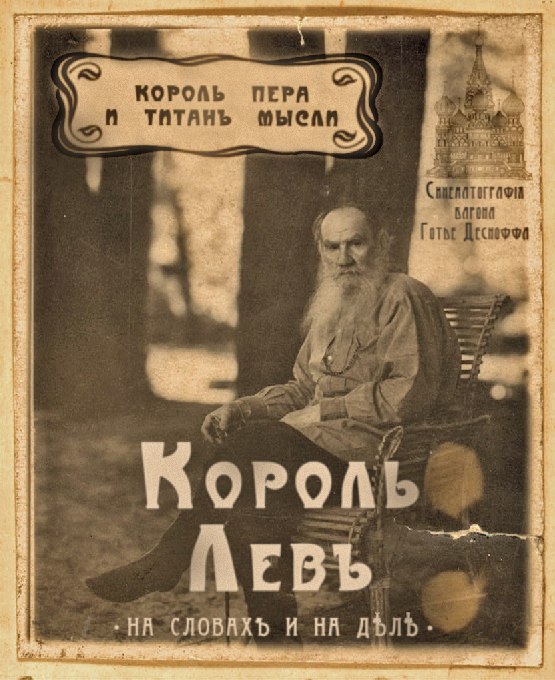 КОРОЛЬ ПЕРА
И ТИТАНЪ МЫСЛИ
Синематографія
барона
Готье Десноффа
Король
Левъ
·НА СЛОВАХЪ И НА ДѢЛѢ·